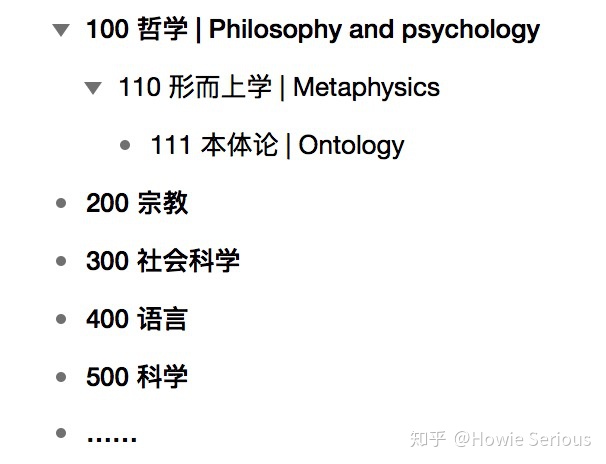 100 哲学 | Philosophy and psychology
110 形而上学 | Metaphysics
111 本体论 | Ontology
200 宗教
300 社会科学
400 语言
500 科学
……
知乎 @Howie Serious